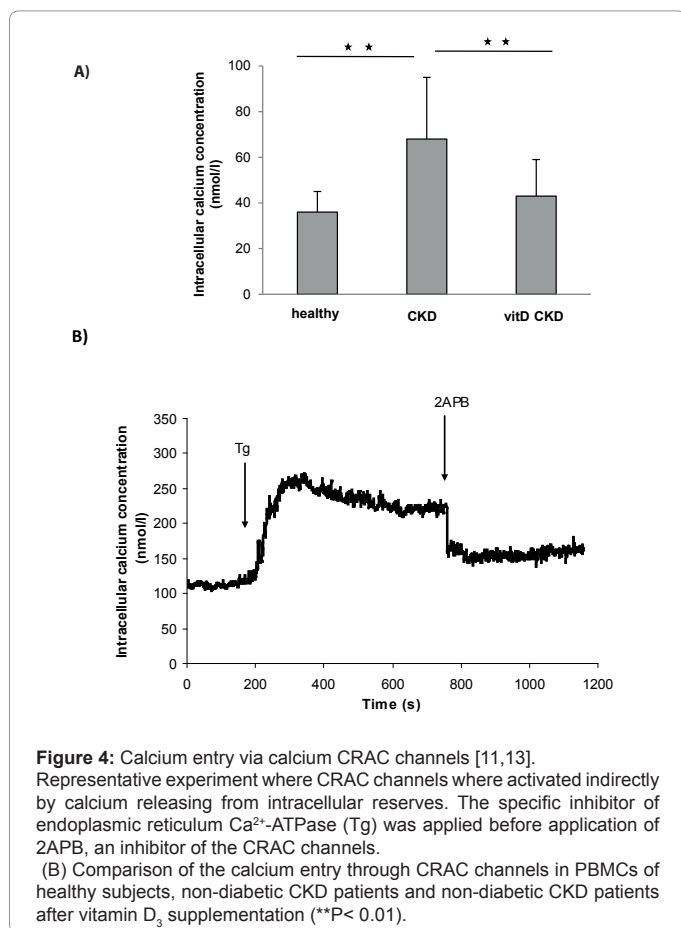 A)
★ ★ ★ ★
Intracellular calcium concentration
(nmol/l)
100
80
60
40
20
0
healthy CKD vitD CKD
B)
Intracellular calcium concentration
(nmol/l)
350
300
250
200
150
100
50
0
Tg
2APB
0 200 400 600 800 1000 1200
Time (s)
Figure 4: Calcium entry via calcium CRAC channels [11,13].
Representative experiment where CRAC channels where activated indirectly
by calcium releasing from intracellular reserves. The specific inhibitor of
endoplasmic reticulum Ca²⁺-ATPase (Tg) was applied before application of
2APB, an inhibitor of the CRAC channels.
(B) Comparison of the calcium entry through CRAC channels in PBMCs of
healthy subjects, non-diabetic CKD patients and non-diabetic CKD patients
after vitamin D₃ supplementation (**P< 0.01).